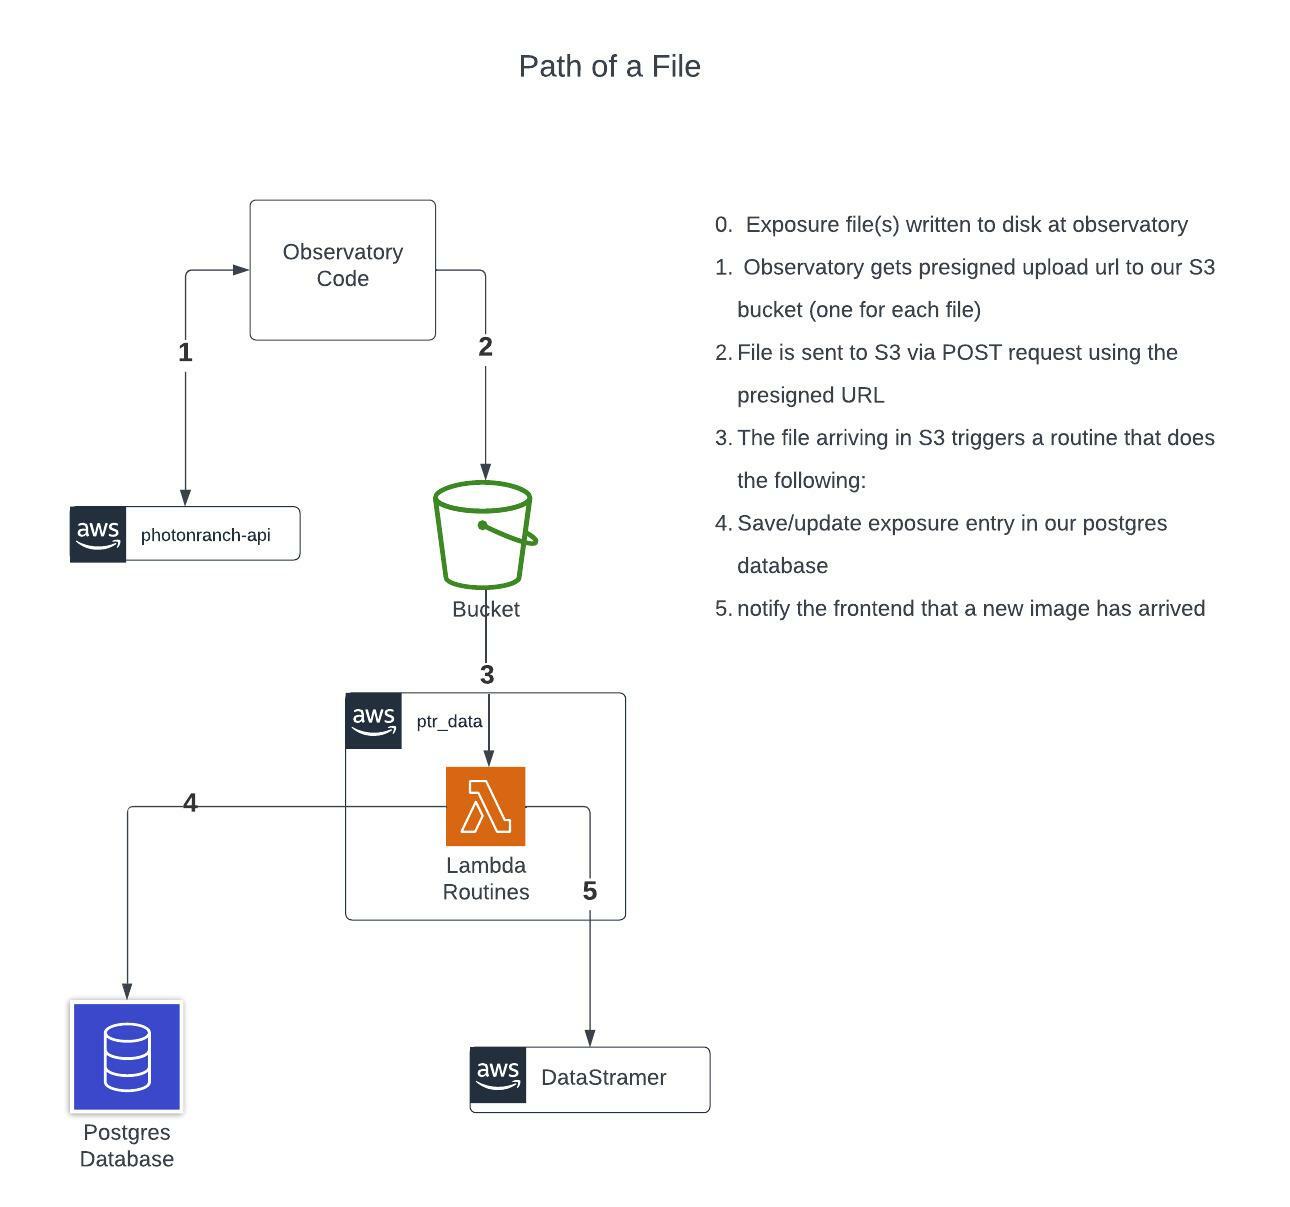 Path of a File
Observatory
Code
0. Exposure file(s) written to disk at observatory
1. Observatory gets presigned upload url to our S3
bucket (one for each file)
2. File is sent to S3 via POST request using the
presigned URL
3. The file arriving in S3 triggers a routine that does
the following:
4. Save/update exposure entry in our postgres
database
5. notify the frontend that a new image has arrived
1
2
aws
photonranch-api
Bucket
3
aws
ptr_data
4
Lambda
Routines
5
aws
DataStramer
Postgres
Database